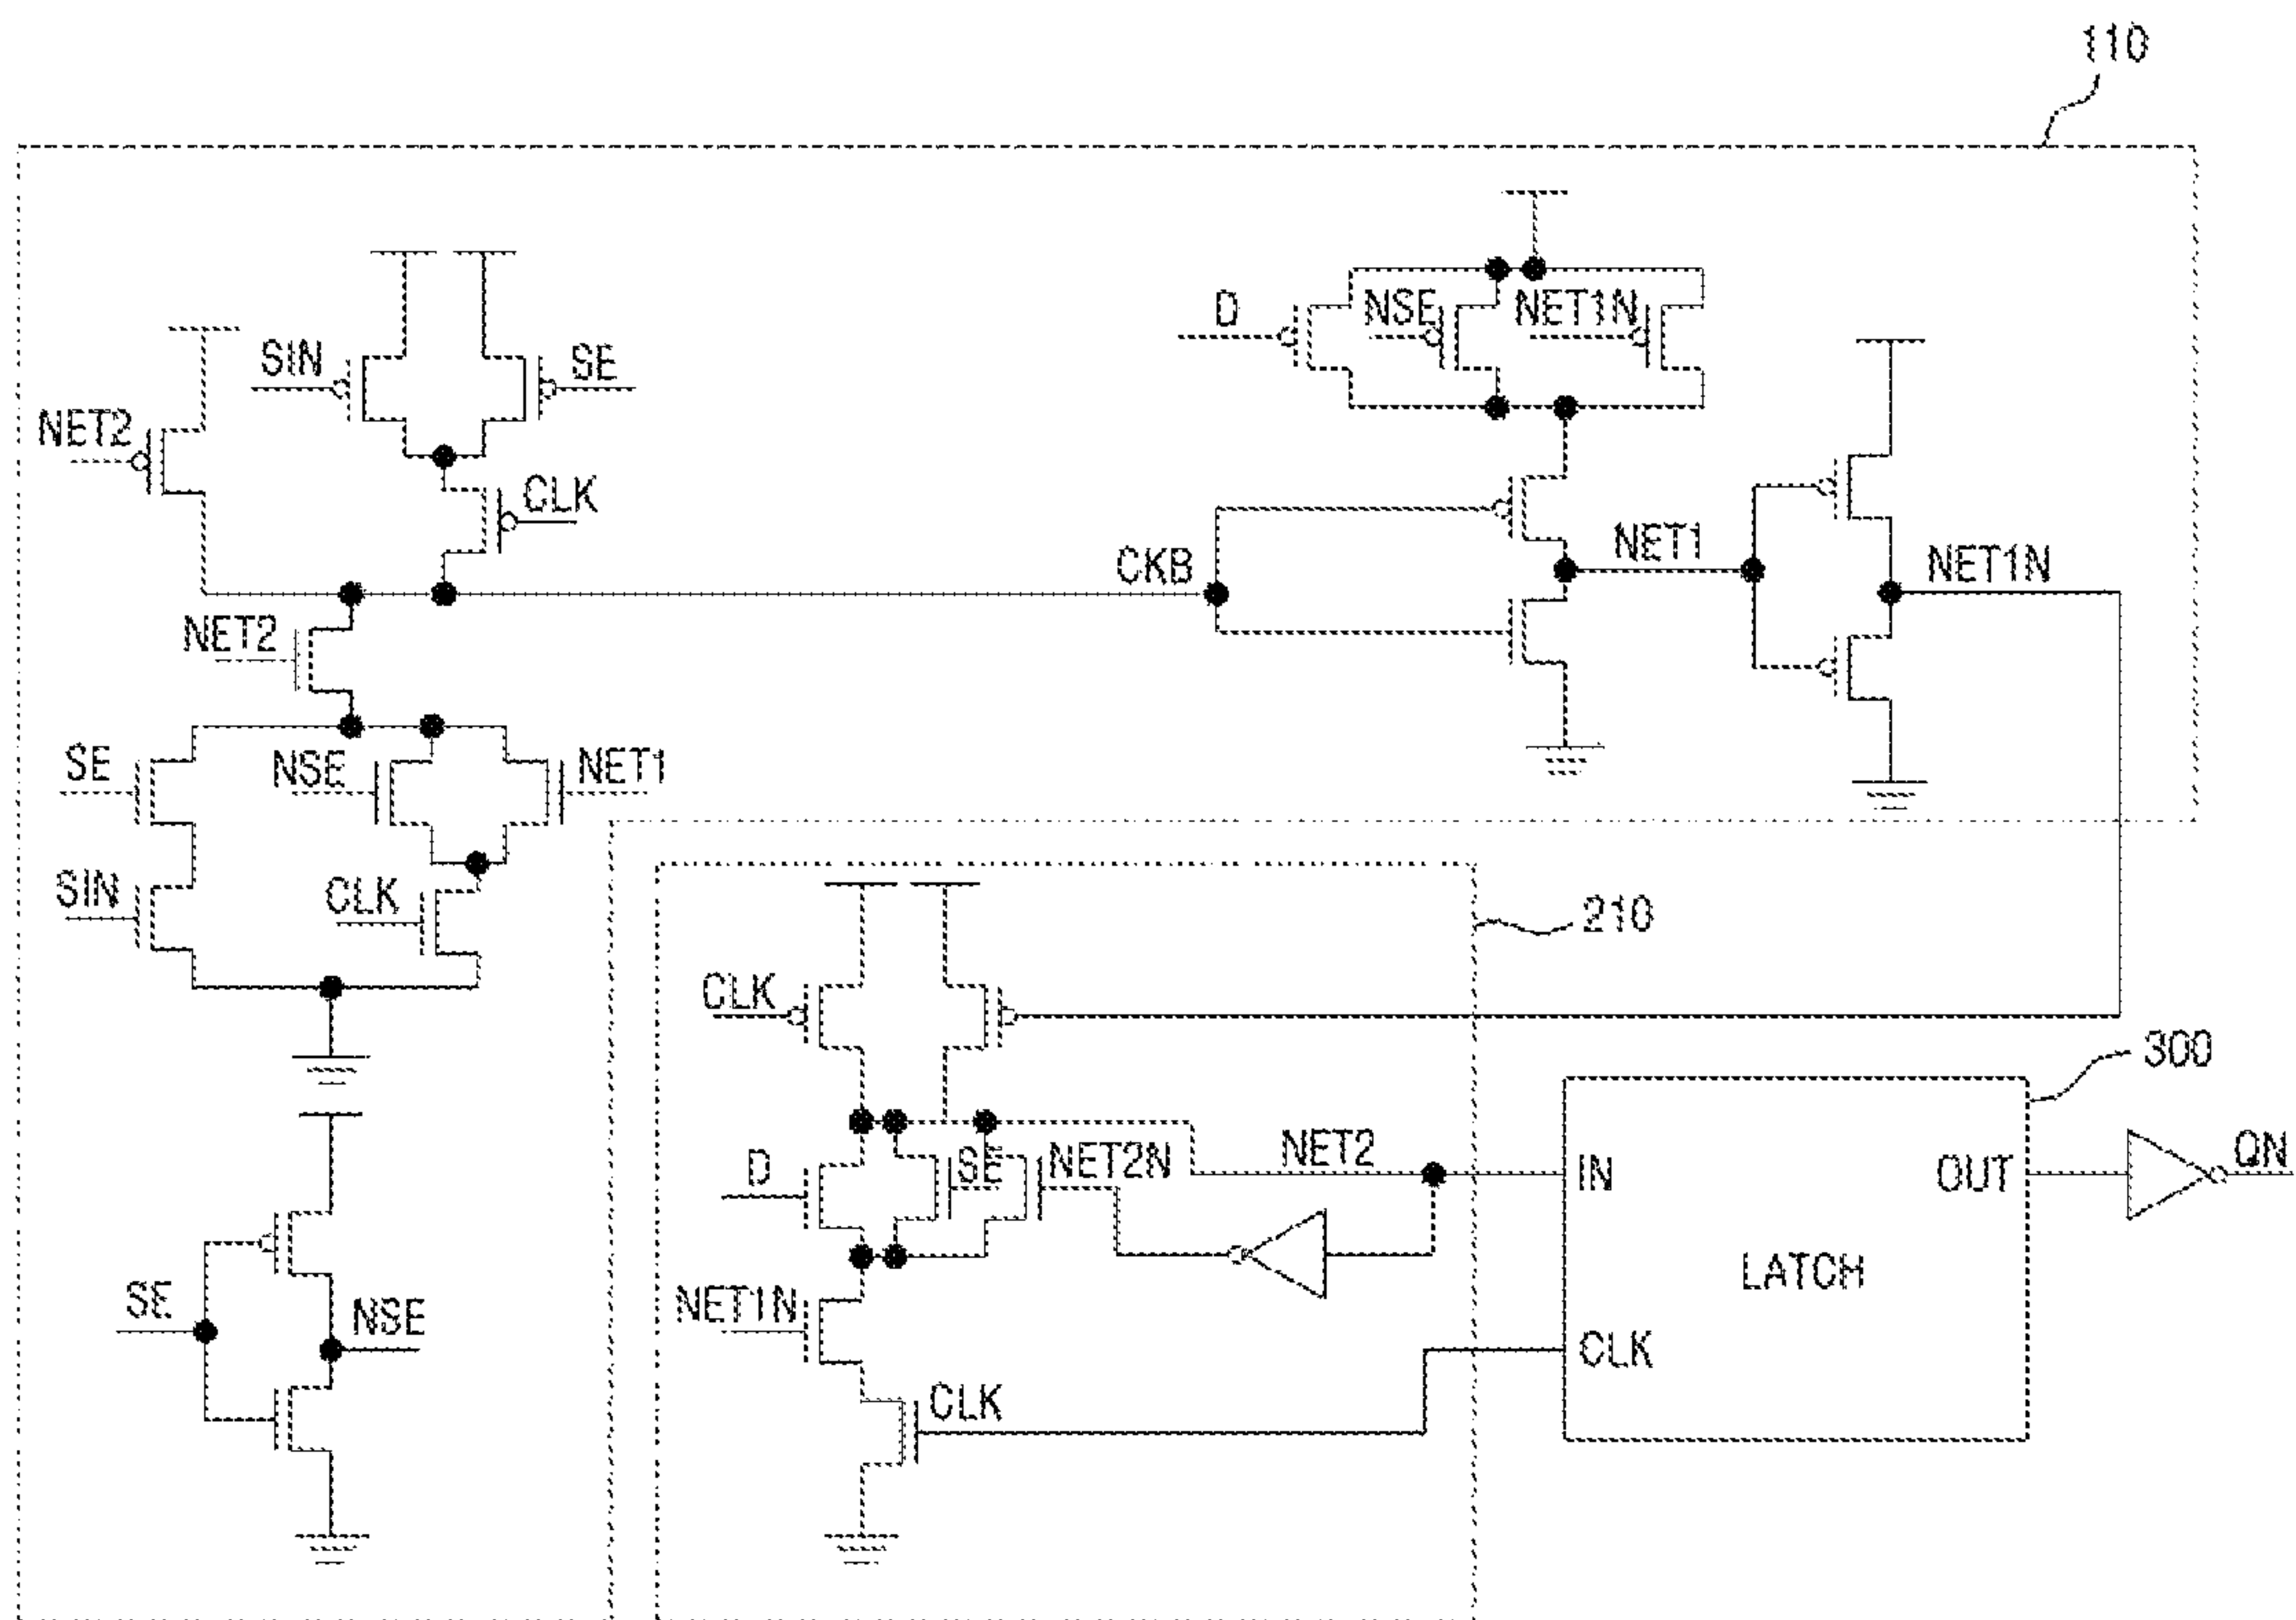 110
D
NSE
NET1N
SIN
SE
NET2
CLK
NET1
NET1N
CKB
NET2
SE
NSE
NET1
SIN
CLK
210
CLK
300
D
SE
NET2N
NET2
IN
OUT
QN
LATCH
SE
NSE
NET1N
CLK
CLK